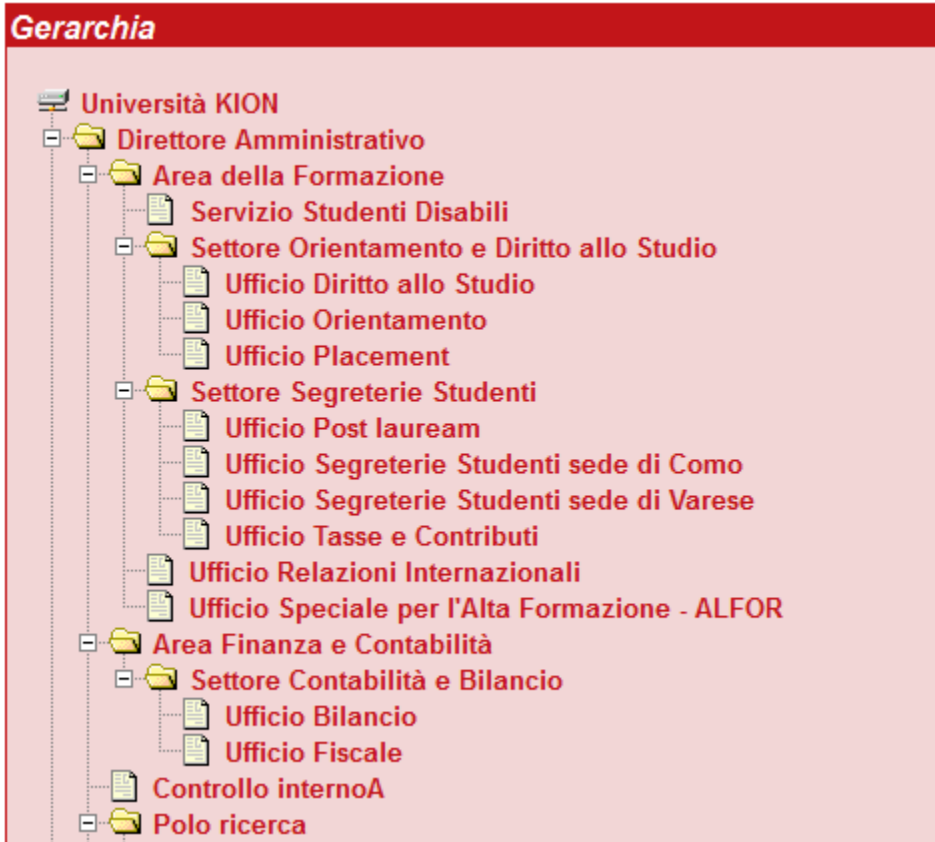 Gerarchia
Università KION
Direttore Amministrativo
Area della Formazione
Servizio Studenti Disabili
Settore Orientamento e Diritto allo Studio
Ufficio Diritto allo Studio
Ufficio Orientamento
Ufficio Placement
Settore Segreterie Studenti
Ufficio Post lauream
Ufficio Segreterie Studenti sede di Como
Ufficio Segreterie Studenti sede di Varese
Ufficio Tasse e Contributi
Ufficio Relazioni Internazionali
Ufficio Speciale per l'Alta Formazione - ALFOR
Area Finanza e Contabilità
Settore Contabilità e Bilancio
Ufficio Bilancio
Ufficio Fiscale
Controllo internoA
Polo ricerca